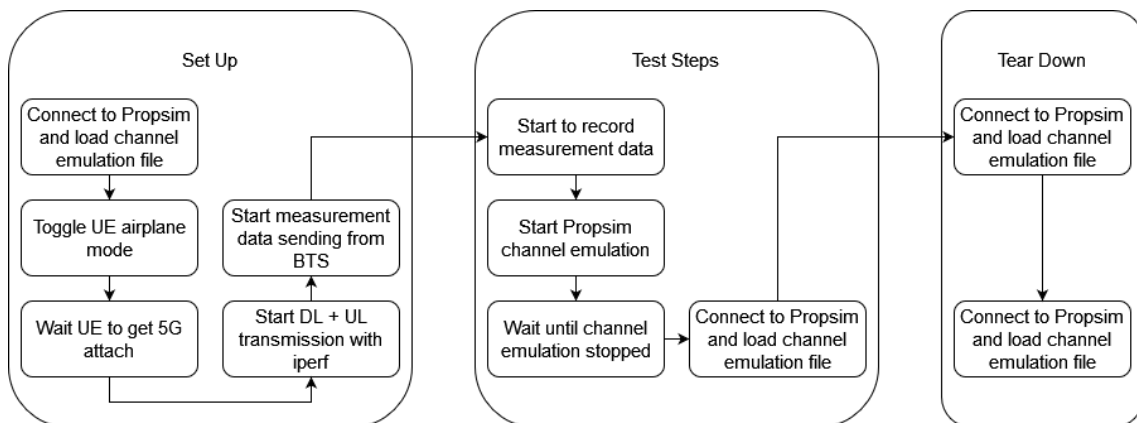 Set Up
Connect to Propsim
and load channel
emulation file
Toggle UE airplane
mode
Wait UE to get 5G
attach
Start DL + UL
transmission with
iperf
Start measurement
data sending from
BTS
Test Steps
Start to record
measurement data
Start Propsim
channel emulation
Wait until channel
emulation stopped
Connect to Propsim
and load channel
emulation file
Tear Down
Connect to Propsim
and load channel
emulation file
Connect to Propsim
and load channel
emulation file